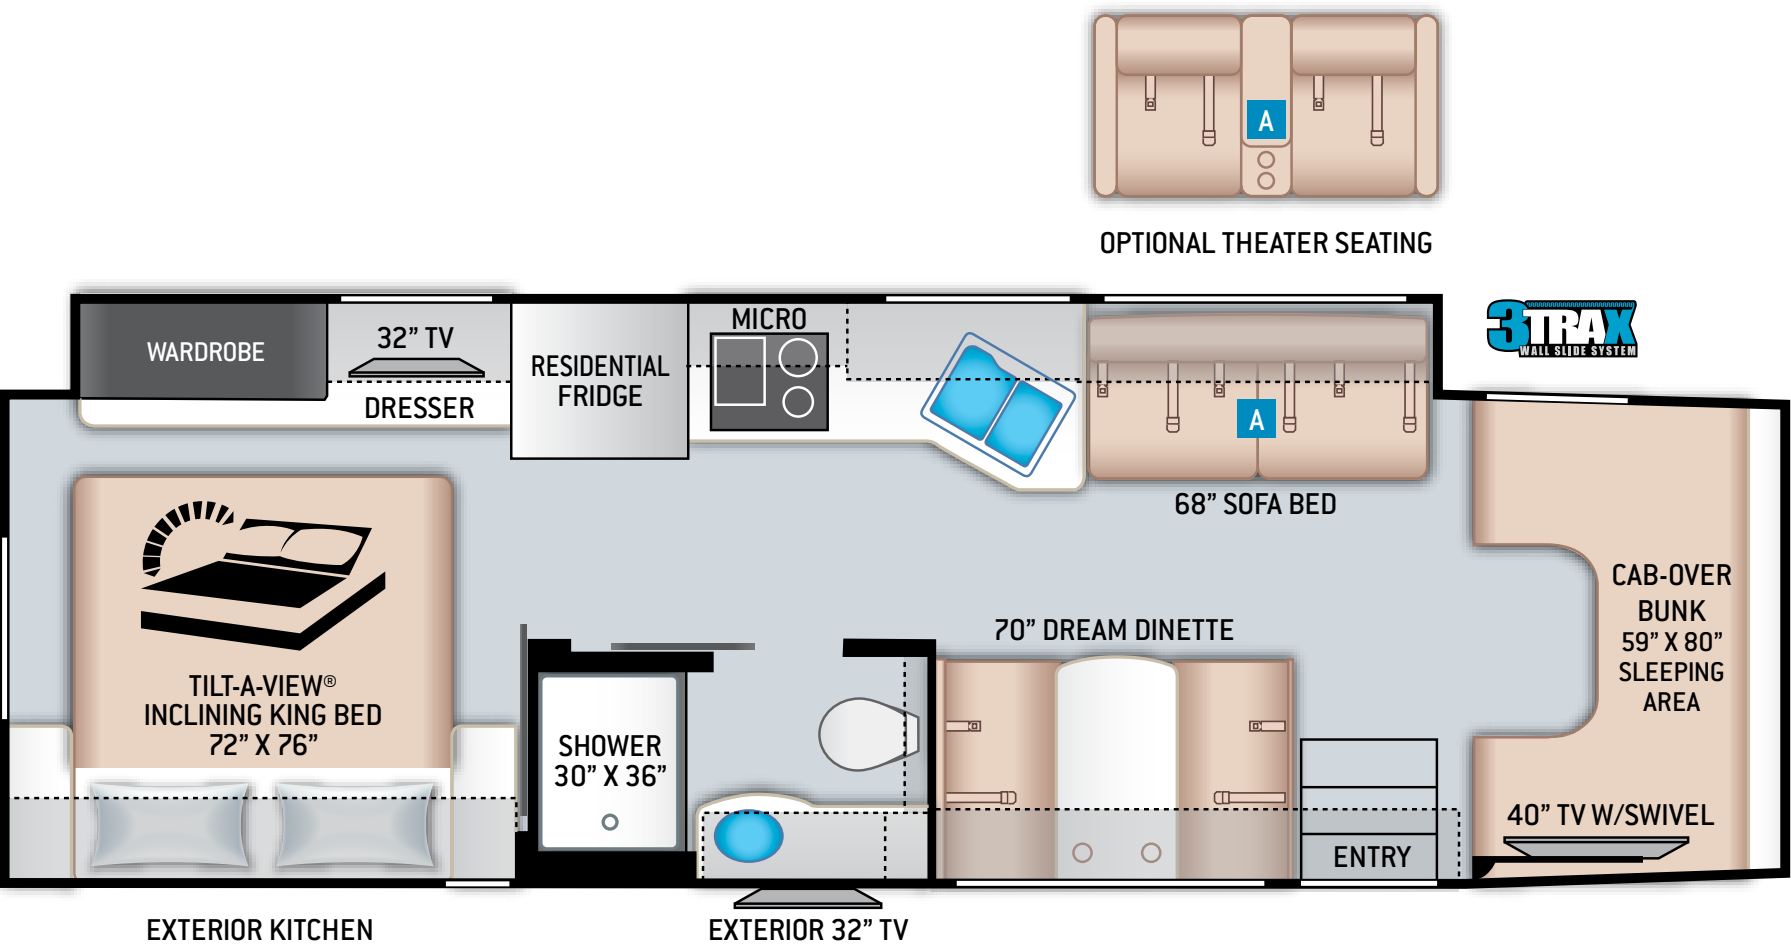 A
OPTIONAL THEATER SEATING
3TRAX
WALL SLIDE SYSTEM
WARDROBE
32” TV
DRESSER
RESIDENTIAL
FRIDGE
MICRO
A
68” SOFA BED
TILT-A-VIEW®
INCLINING KING BED
72” X 76”
SHOWER
30” X 36”
70” DREAM DINETTE
ENTRY
CAB-OVER
BUNK
59” X 80”
SLEEPING
AREA
40” TV W/SWIVEL
EXTERIOR KITCHEN
EXTERIOR 32” TV